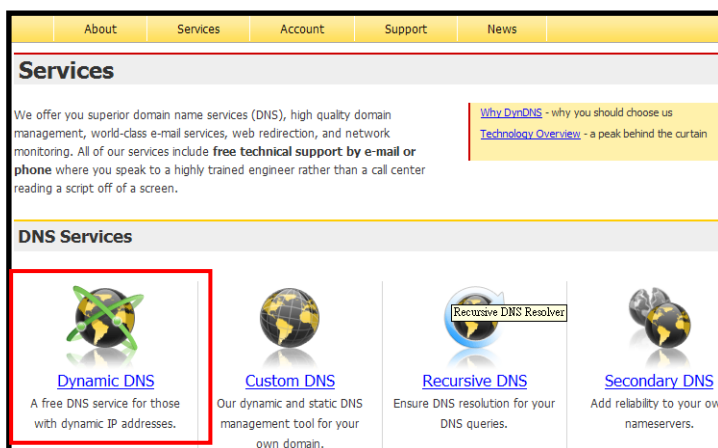 About Services Account Support News
Services
We offer you superior domain name services (DNS), high quality domain
management, world-class e-mail services, web redirection, and network
monitoring. All of our services include free technical support by e-mail or
phone where you speak to a highly trained engineer rather than a call center
reading a script off of a screen.
Why DynDNS - why you should choose us
Technology Overview - a peak behind the curtain
DNS Services
Dynamic DNS
A free DNS service for those
with dynamic IP addresses.
Custom DNS
Our dynamic and static DNS
management tool for your
own domain.
Recursive DNS Resolver
Recursive DNS
Ensure DNS resolution for your
DNS queries.
Secondary DNS
Add reliability to your ow
nameservers.